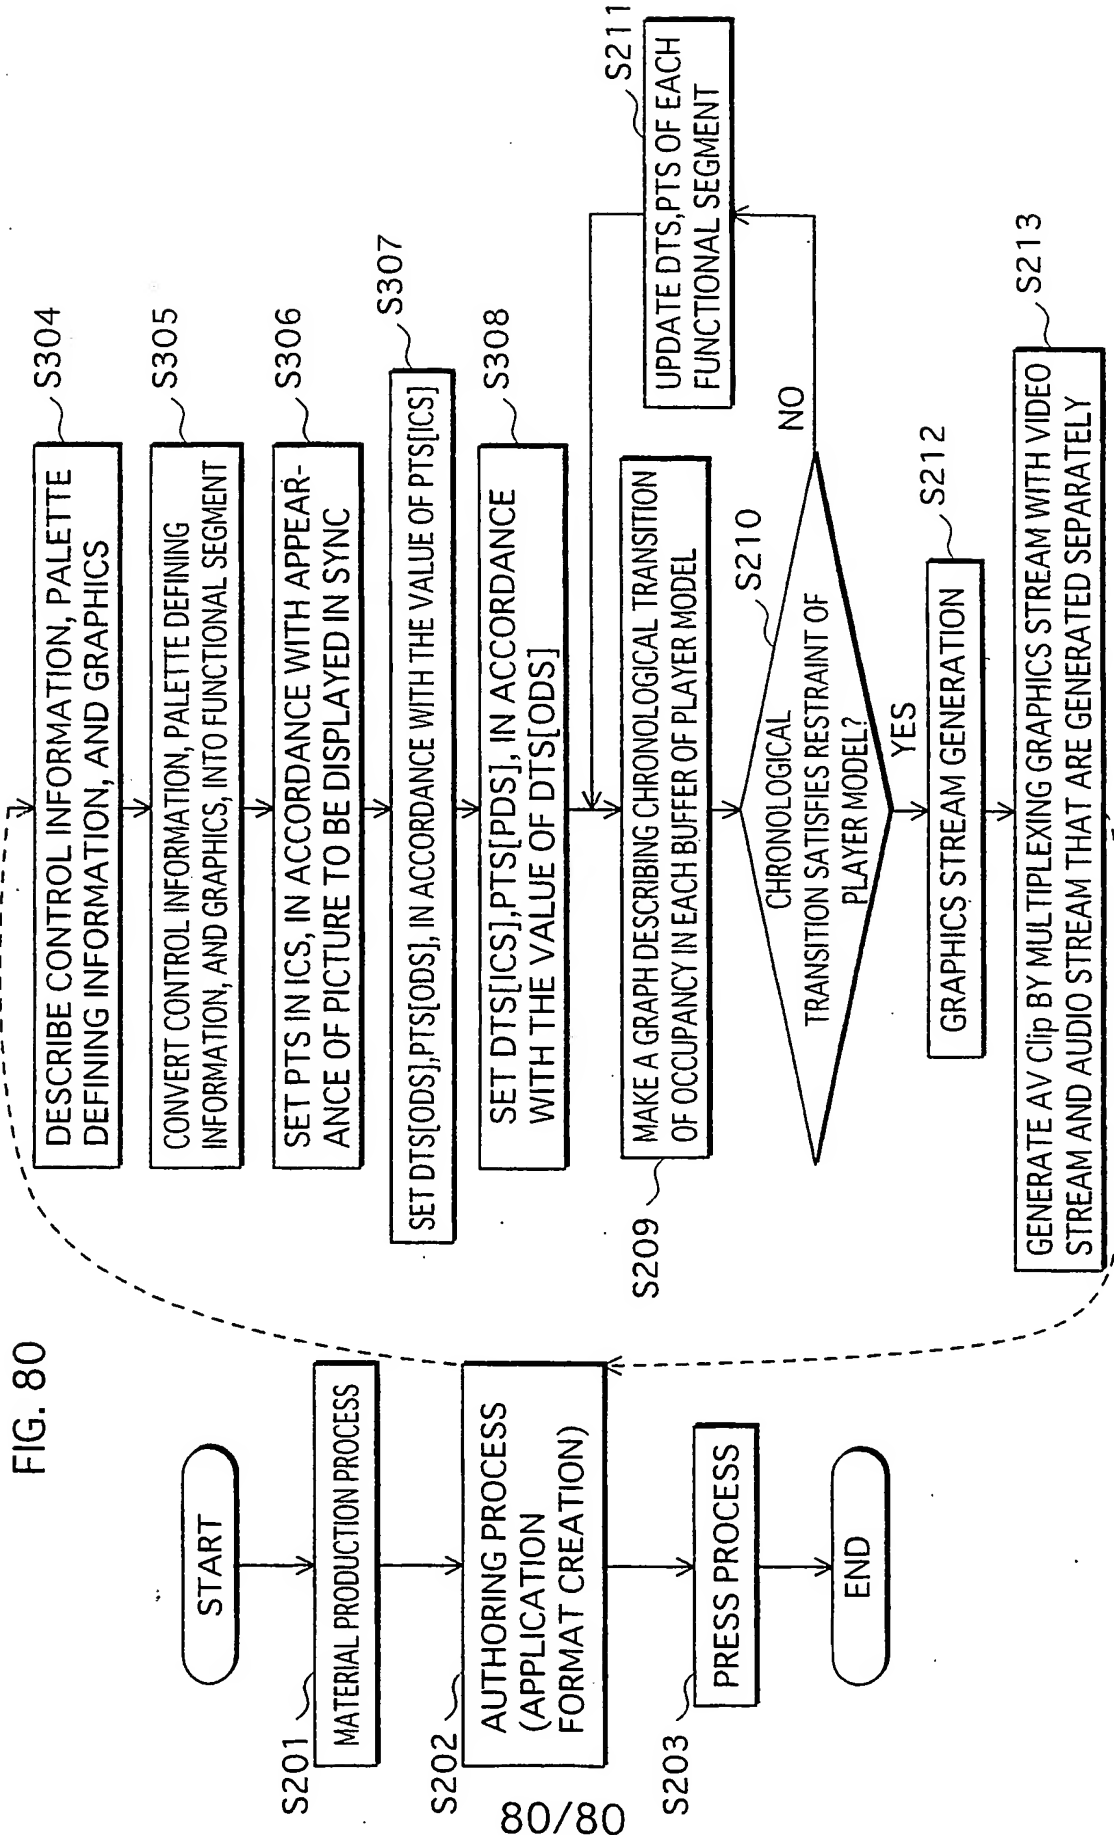 FIG. 80
START
S201
MATERIAL PRODUCTION PROCESS
S202
AUTHORING PROCESS
(APPLICATION
FORMAT CREATION)
S203
PRESS PROCESS
END
S304
DESCRIBE CONTROL INFORMATION, PALETTE
DEFINING INFORMATION, AND GRAPHICS
S305
CONVERT CONTROL INFORMATION, PALETTE DEFINING
INFORMATION, AND GRAPHICS, INTO FUNCTIONAL SEGMENT
S306
SET PTS IN ICS, IN ACCORDANCE WITH APPEAR-
ANCE OF PICTURE TO BE DISPLAYED IN SYNC
S307
SET DTS[ODS],PTS[ODS], IN ACCORDANCE WITH THE VALUE OF PTS[ICS]
S308
SET DTS[ICS],PTS[PDS], IN ACCORDANCE
WITH THE VALUE OF DTS[ODS]
S209
MAKE A GRAPH DESCRIBING CHRONOLOGICAL TRANSITION
OF OCCUPANCY IN EACH BUFFER OF PLAYER MODEL
S210
CHRONOLOGICAL
TRANSITION SATISFIES RESTRAINT OF
PLAYER MODEL?
NO
S211
UPDATE DTS,PTS OF EACH
FUNCTIONAL SEGMENT
YES
S212
GRAPHICS STREAM GENERATION
S213
GENERATE AV Clip BY MULTIPLEXING GRAPHICS STREAM WITH VIDEO
STREAM AND AUDIO STREAM THAT ARE GENERATED SEPARATELY
80/80